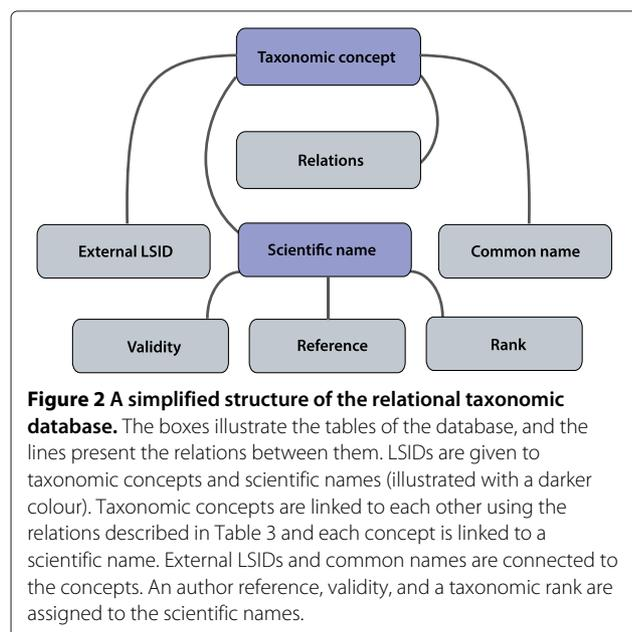 Taxonomic concept
Relations
External LSID
Scientific name
Common name
Validity
Reference
Rank
Figure 2 A simplified structure of the relational taxonomic
database. The boxes illustrate the tables of the database, and the
lines present the relations between them. LSIDs are given to
taxonomic concepts and scientific names (illustrated with a darker
colour). Taxonomic concepts are linked to each other using the
relations described in Table 3 and each concept is linked to a
scientific name. External LSIDs and common names are connected to
the concepts. An author reference, validity, and a taxonomic rank are
assigned to the scientific names.